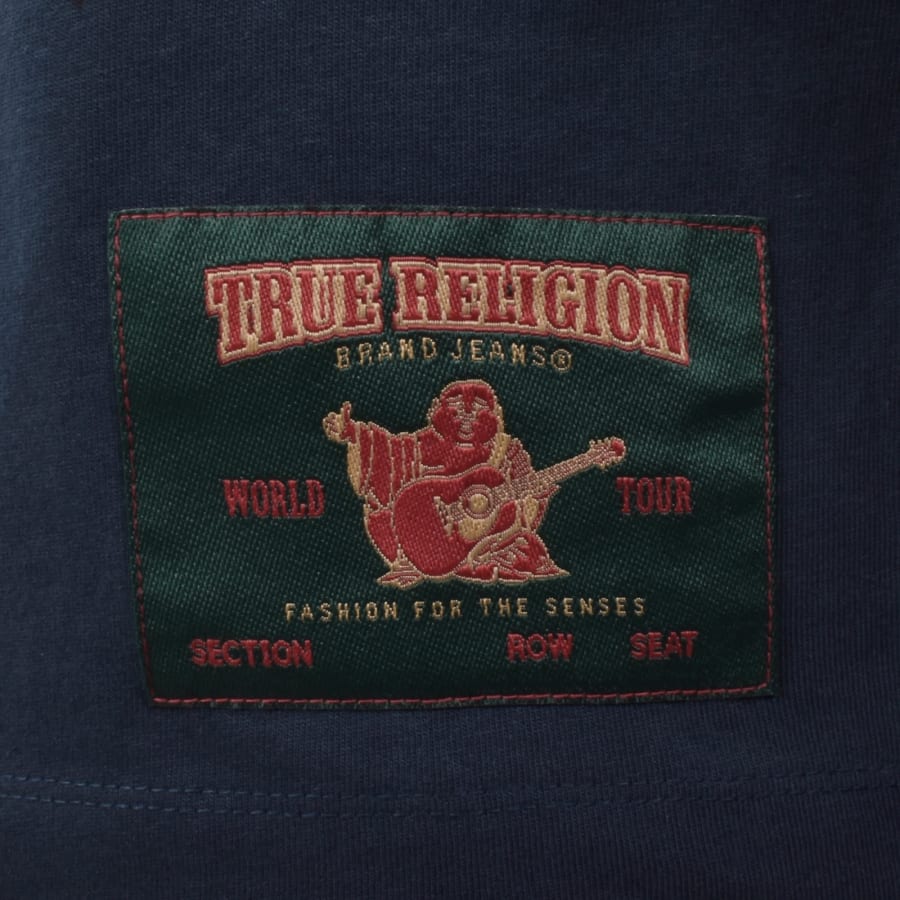 TRUE RELIGION
BRAND JEANS®
WORLD TOUR
FASHION FOR THE SENSES
SECTION ROW SEAT